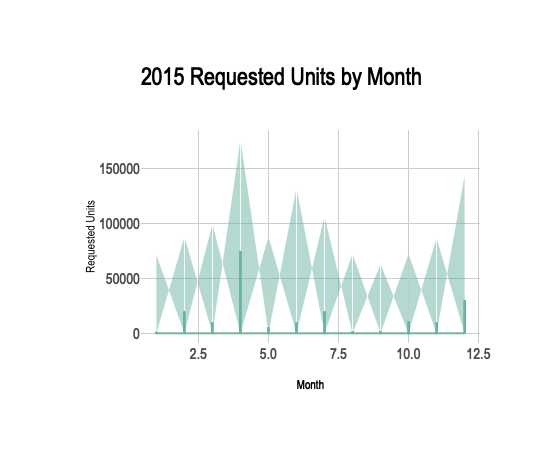 2015 Requested Units by Month
Requested Units
150000
100000
50000
0
2.5 5.0 7.5 10.0 12.5
Month